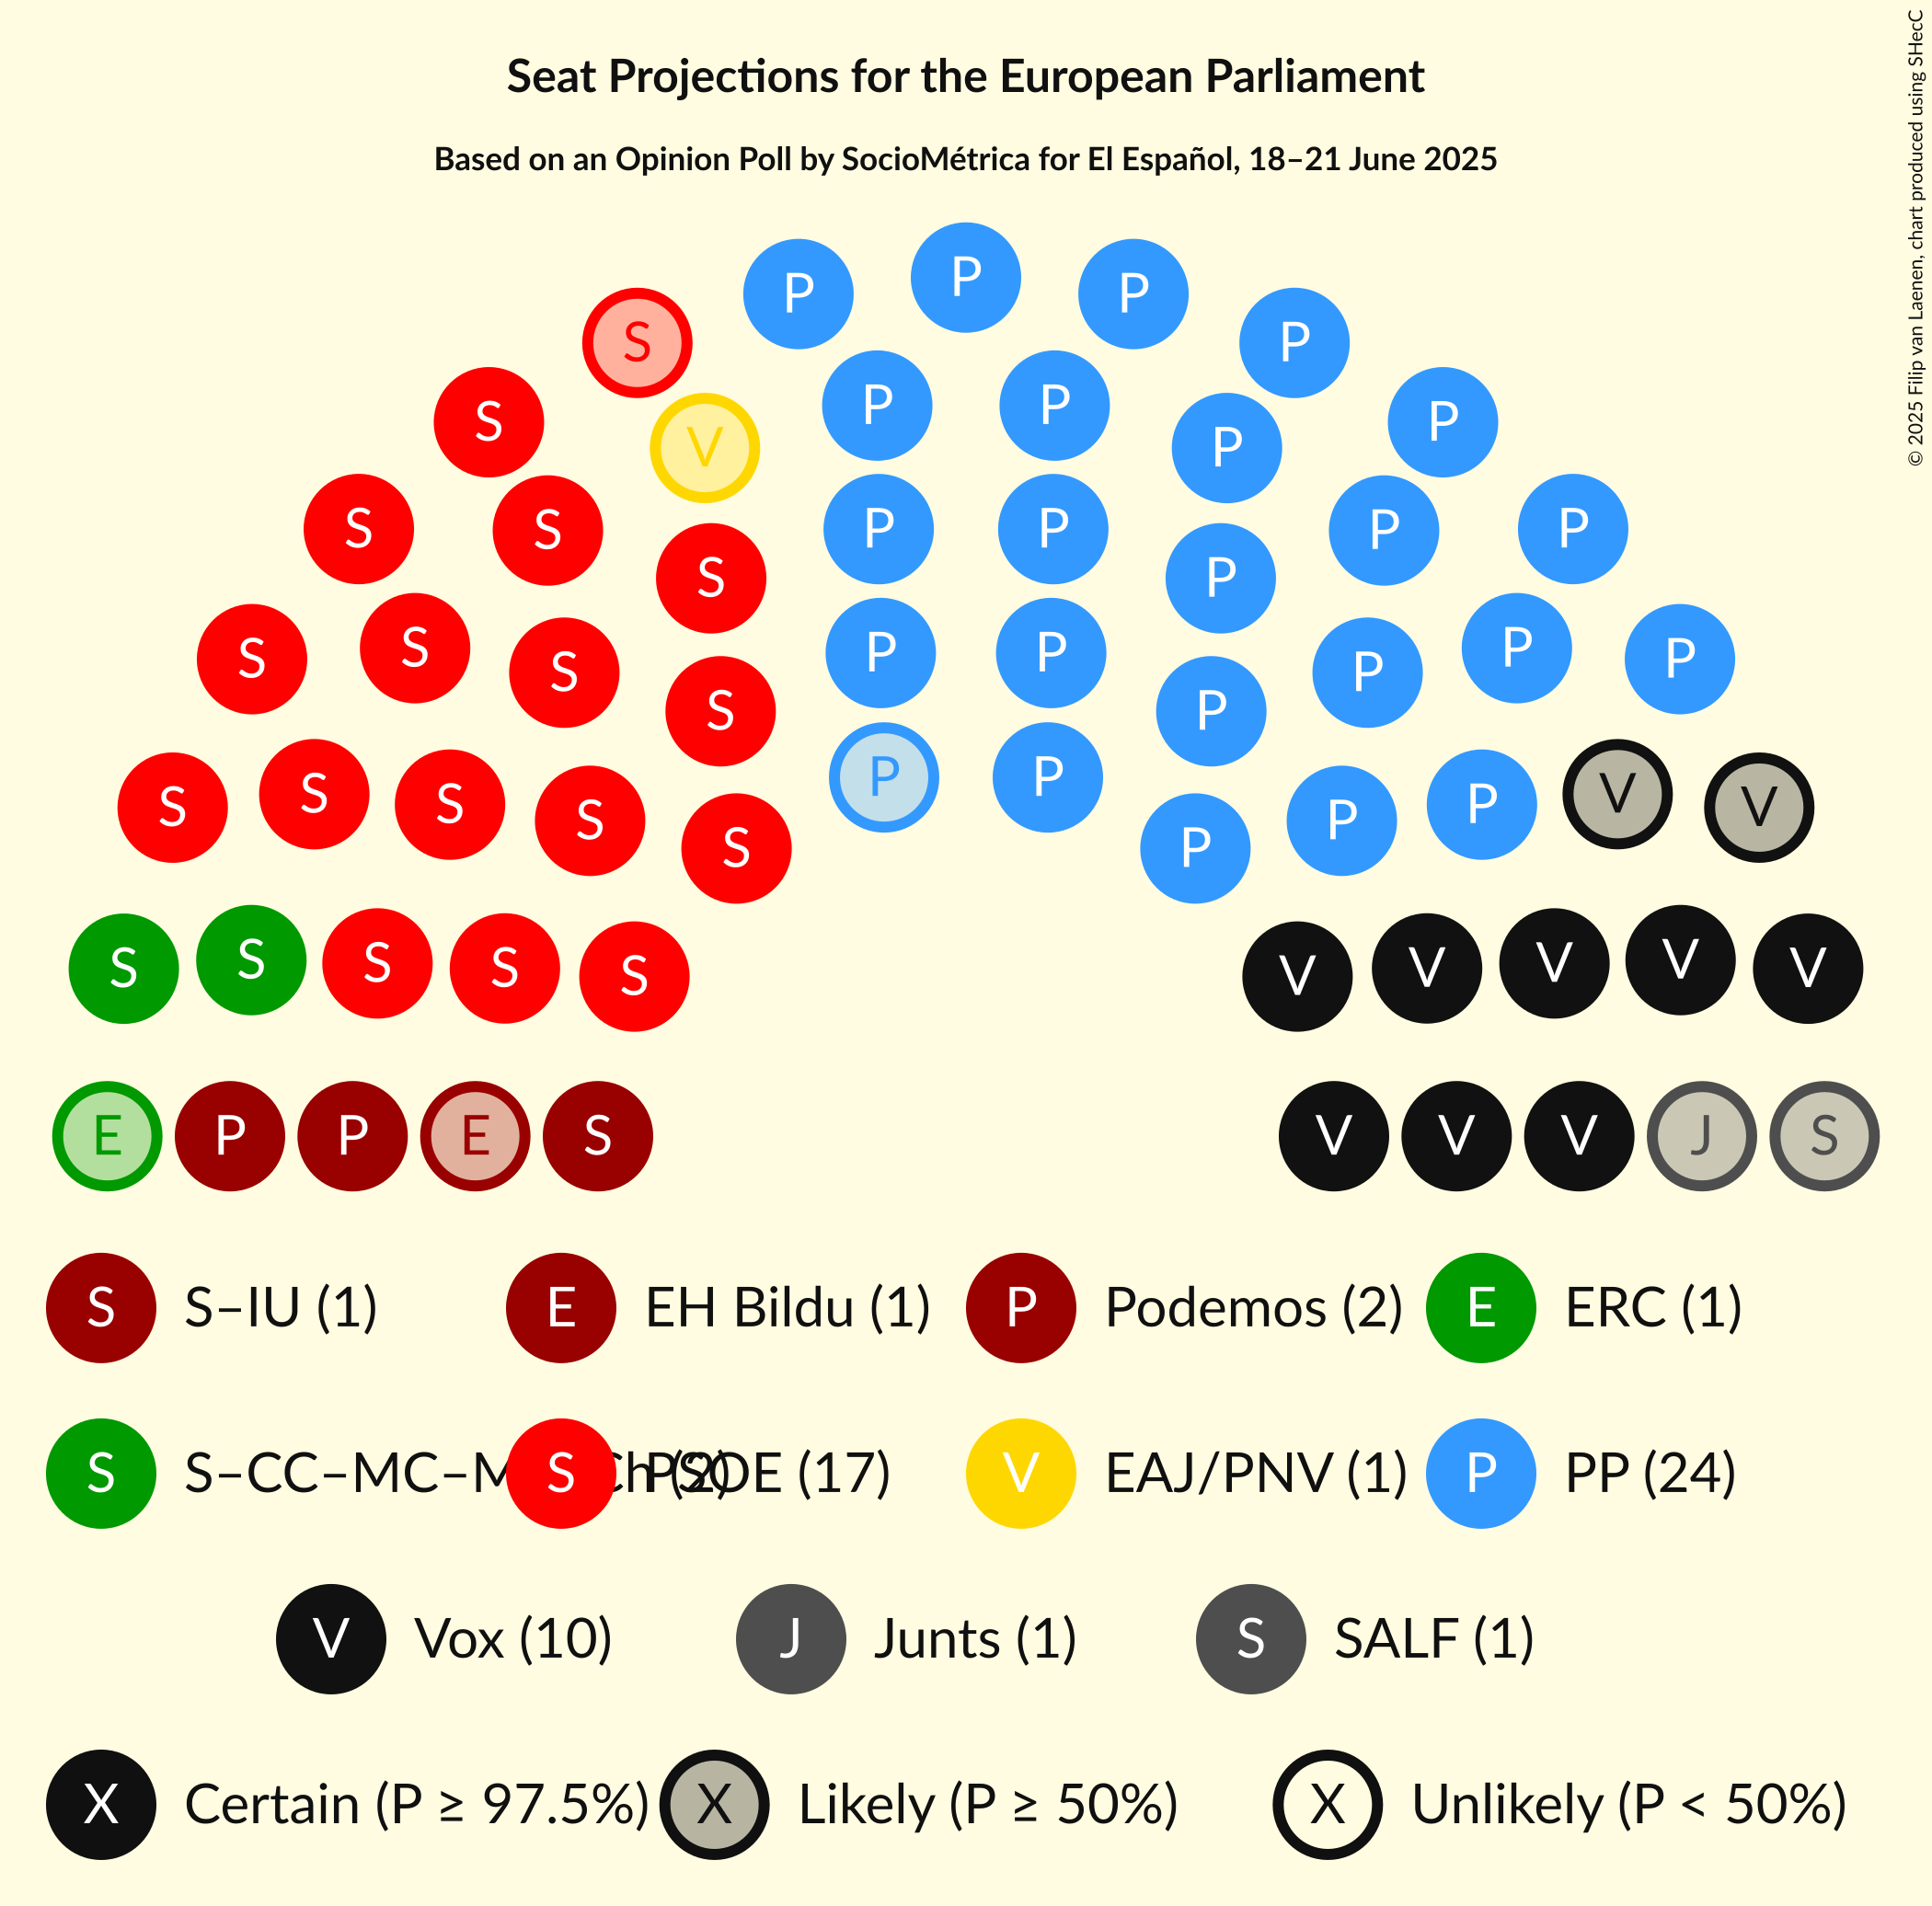 Seat Projections for the European Parliament
Based on an Opinion Poll by SocioMétrica for El Español, 18–21 June 2025
© 2025 Filip van Laenen, chart produced using SHecC
P
P P
S P
P P
S V P P
S S P P P P
S P P
S S P P P P
S S P P P P
S S S S P P P P V V
S P
S S S S S V V V V V
E P P E S V V V J S
S S–IU (1) E EH Bildu (1) P Podemos (2) E ERC (1)
S S–CC–MC–M S PSOE (17) V EAJ/PNV (1) P PP (24)
V Vox (10) J Junts (1) S SALF (1)
X Certain (P ≥ 97.5%) X Likely (P ≥ 50%) X Unlikely (P < 50%)